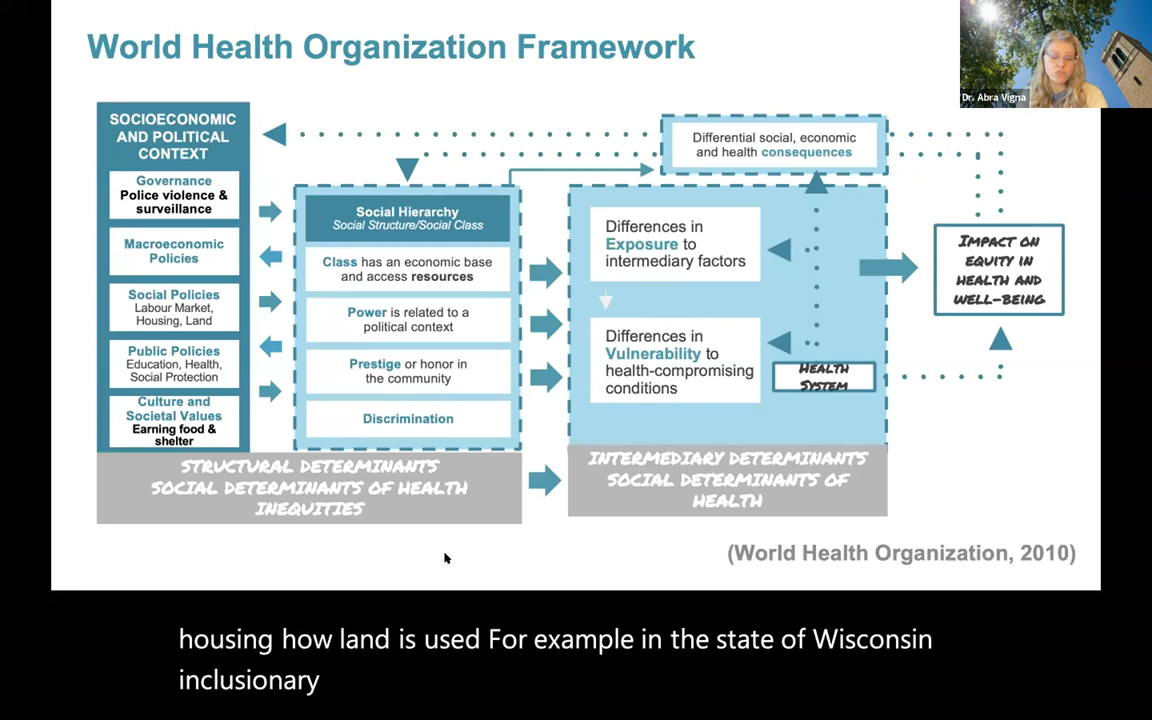 World Health Organization Framework
Dr. Abra Vigna
SOCIOECONOMIC
AND POLITICAL
CONTEXT
Governance
Police violence &
surveillance
Macroeconomic
Policies
Social Policies
Labour Market,
Housing, Land
Public Policies
Education, Health,
Social Protection
Culture and
Societal Values
Earning food &
shelter
Social Hierarchy
Social Structure/Social Class
Class has an economic base
and access resources
Power is related to a
political context
Prestige or honor in
the community
Discrimination
STRUCTURAL DETERMINANTS
SOCIAL DETERMINANTS OF HEALTH
INEQUITIES
Differential social, economic
and health consequences
Differences in
Exposure to
intermediary factors
Differences in
Vulnerability to
health-compromising
conditions
HEALTH
SYSTEM
INTERMEDIARY DETERMINANTS
SOCIAL DETERMINANTS OF
HEALTH
IMPACT ON
EQUITY IN
HEALTH AND
WELL-BEING
(World Health Organization, 2010)
housing how land is used For example in the state of Wisconsin
inclusionary